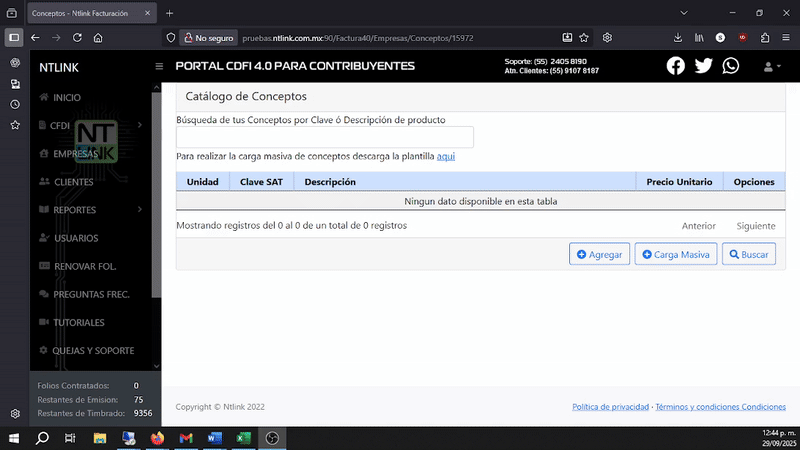 Conceptos - Ntlink Facturación
No seguro
pruebas.ntlink.com.mx:90/Factura40/Empresas/Conceptos/15972
NTLINK
PORTAL CDFI 4.0 PARA CONTRIBUYENTES
Soporte: (55) 2405 8190
Atn. Clientes: (55) 9107 8187
INICIO
CFDI
EMPRESAS
CLIENTES
REPORTES
USUARIOS
RENOVAR FOL.
PREGUNTAS FREC.
TUTORIALES
QUEJAS Y SOPORTE
NT
LINK
Folios Contratados: 0
Restantes de Emision: 75
Restantes de Timbrado: 9356
Catálogo de Conceptos
Búsqueda de tus Conceptos por Clave ó Descripción de producto
Para realizar la carga masiva de conceptos descarga la plantilla aqui
Unidad Clave SAT Descripción Precio Unitario Opciones
Ningun dato disponible en esta tabla
Mostrando registros del 0 al 0 de un total de 0 registros Anterior Siguiente
Agregar Carga Masiva Buscar
Copyright © Ntlink 2022 Política de privacidad · Términos y condiciones Condiciones
12:44 p. m.
29/09/2025